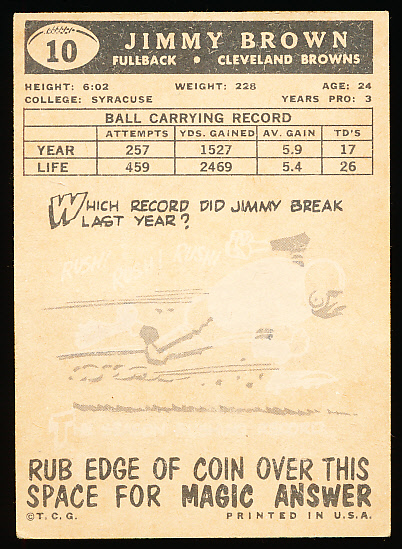 10
JIMMY BROWN
FULLBACK • CLEVELAND BROWNS
HEIGHT: 6:02 WEIGHT: 228 AGE: 24
COLLEGE: SYRACUSE YEARS PRO: 3
BALL CARRYING RECORD
ATTEMPTS YDS. GAINED AV. GAIN TD'S
YEAR 257 1527 5.9 17
LIFE 459 2469 5.4 26
WHICH RECORD DID JIMMY BREAK
LAST YEAR?
RUSH!
RUSH!
RUSH!
RUB EDGE OF COIN OVER THIS
SPACE FOR MAGIC ANSWER
©T.C.G. PRINTED IN U.S.A.